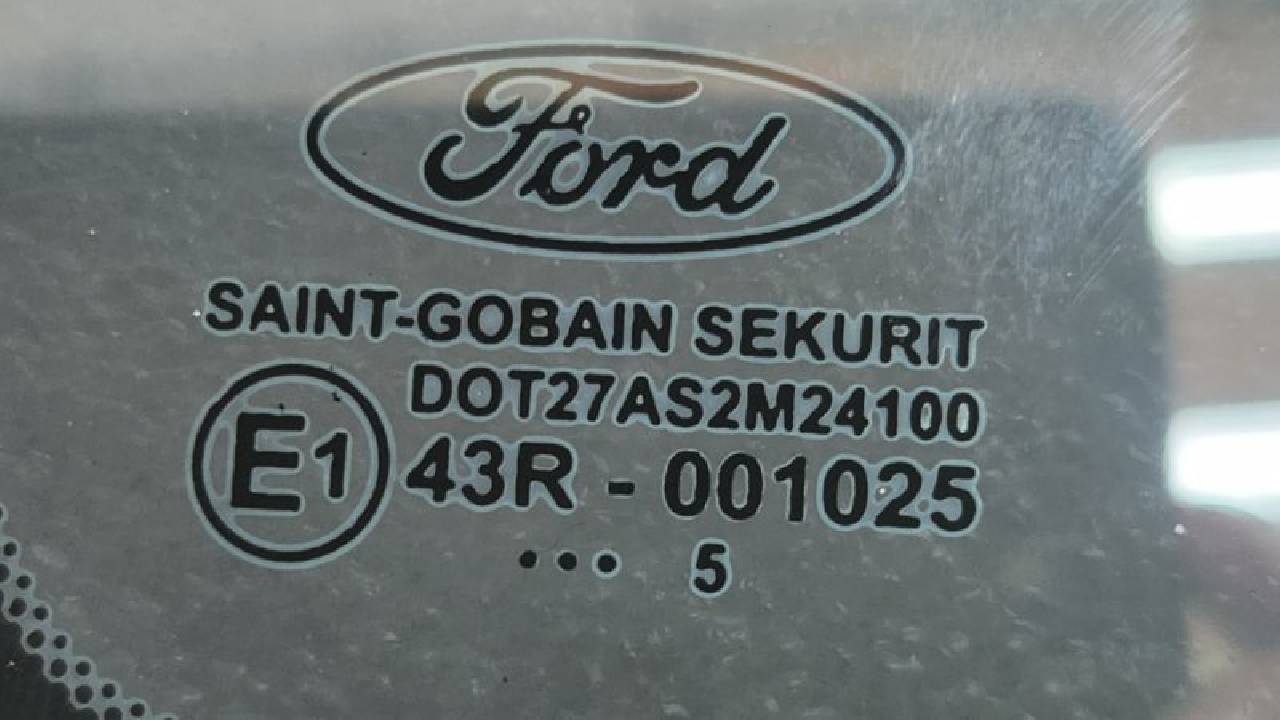 Ford
SAINT-GOBAIN SEKURIT
DOT27AS2M24100
E1 43R - 001025
••• 5